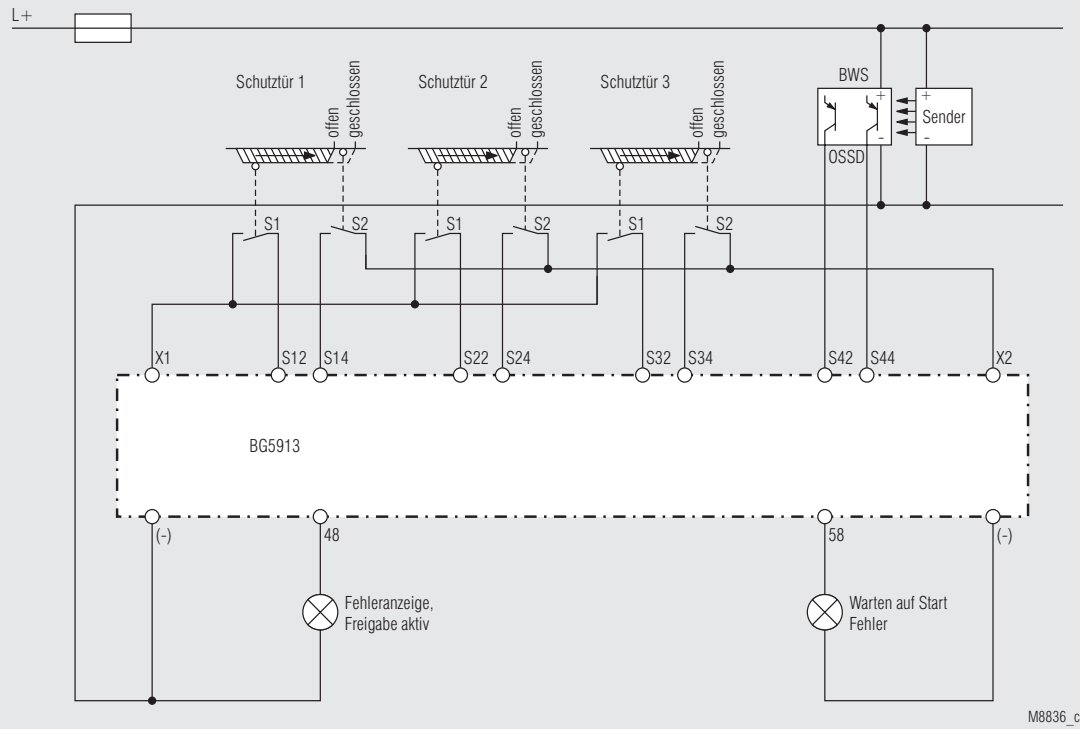 L+
Schutztür 1
offen
geschlossen
Schutztür 2
offen
geschlossen
Schutztür 3
offen
geschlossen
BWS
+
-
OSSD
+
Sender
-
S1
S2
S1
S2
S1
S2
X1
S12
S14
S22
S24
S32
S34
S42
S44
X2
BG5913
(-)
48
58
(-)
Fehleranzeige,
Freigabe aktiv
Warten auf Start
Fehler
M8836_c